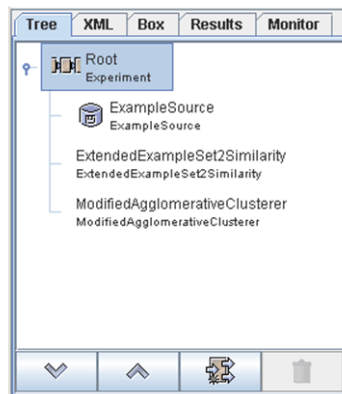 Tree XML Box Results Monitor
Root
Experiment
ExampleSource
ExampleSource
ExtendedExampleSet2Similarity
ExtendedExampleSet2Similarity
ModifiedAgglomerativeClusterer
ModifiedAgglomerativeClusterer